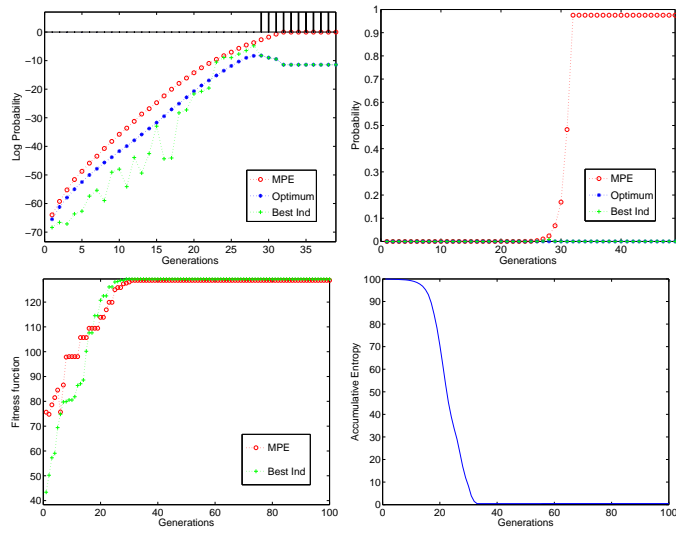 0
−10
−20
−30
−40
−50
−60
−70
Log Probability
0 5 10 15 20 25 30 35
Generations
MPE
Optimum
Best Ind
1
0.9
0.8
0.7
0.6
0.5
0.4
0.3
0.2
0.1
0
Probability
0 20 40
Generations
MPE
Optimum
Best Ind
120
110
100
90
80
70
60
50
40
Fitness function
0 20 40 60 80 100
Generations
MPE
Best Ind
100
90
80
70
60
50
40
30
20
10
0
Accumulative Entropy
0 20 40 60 80 100
Generations